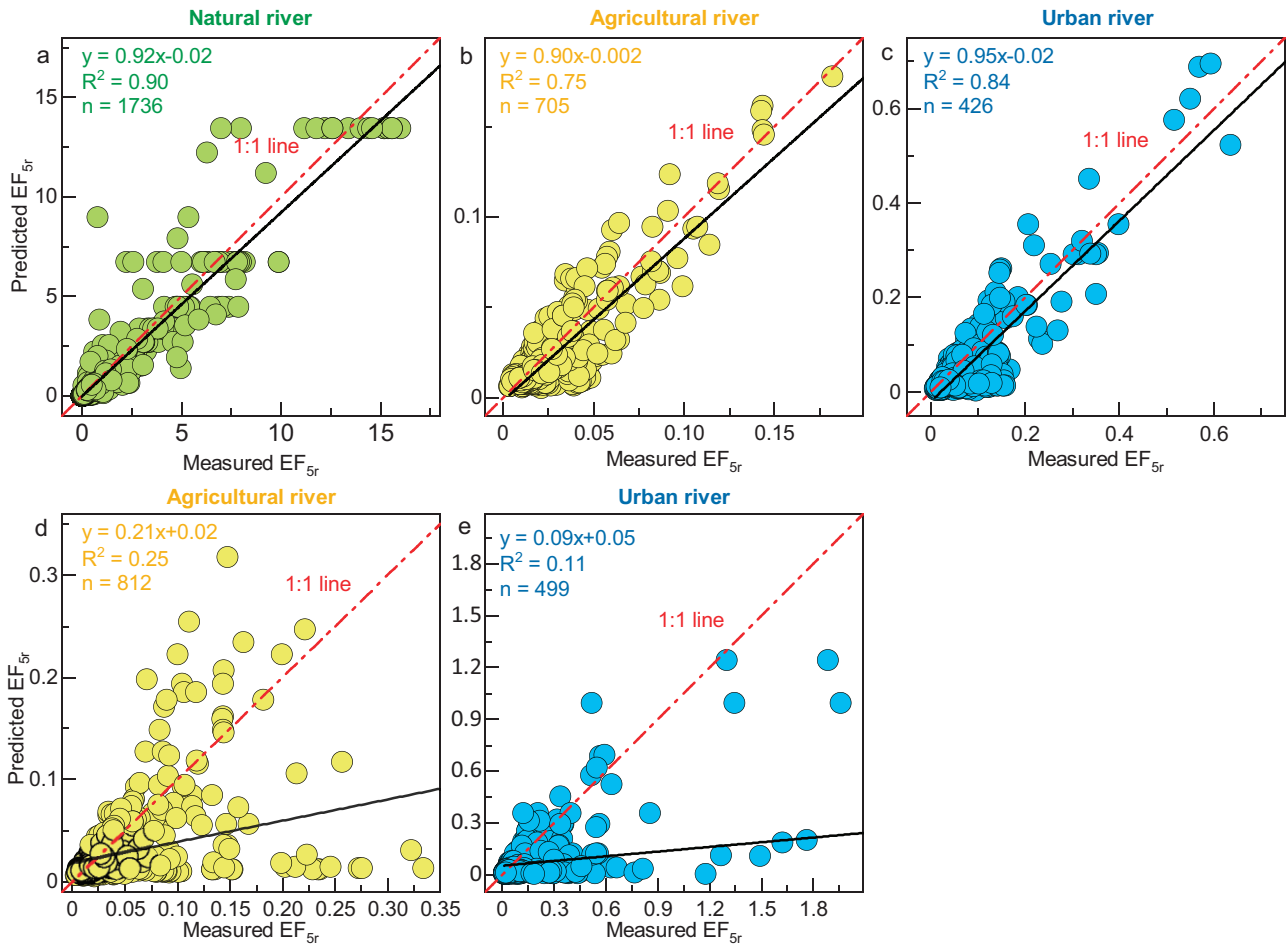 Natural river
a
y = 0.92x-0.02
R² = 0.90
n = 1736
1:1 line
15
10
5
0
0
5
10
15
Predicted EF5r
Measured EF5r
Agricultural river
b
y = 0.90x-0.002
R² = 0.75
n = 705
1:1 line
0.1
0
0
0.05
0.10
0.15
Measured EF5r
Urban river
c
y = 0.95x-0.02
R² = 0.84
n = 426
1:1 line
0.6
0.4
0.2
0
0
0.2
0.4
0.6
Measured EF5r
Agricultural river
d
y = 0.21x+0.02
R² = 0.25
n = 812
1:1 line
0.3
0.2
0.1
0
0
0.05
0.10
0.15
0.20
0.25
0.30
0.35
Predicted EF5r
Measured EF5r
Urban river
e
y = 0.09x+0.05
R² = 0.11
n = 499
1:1 line
1.8
1.5
1.2
0.9
0.6
0.3
0
0
0.3
0.6
0.9
1.2
1.5
1.8
Measured EF5r